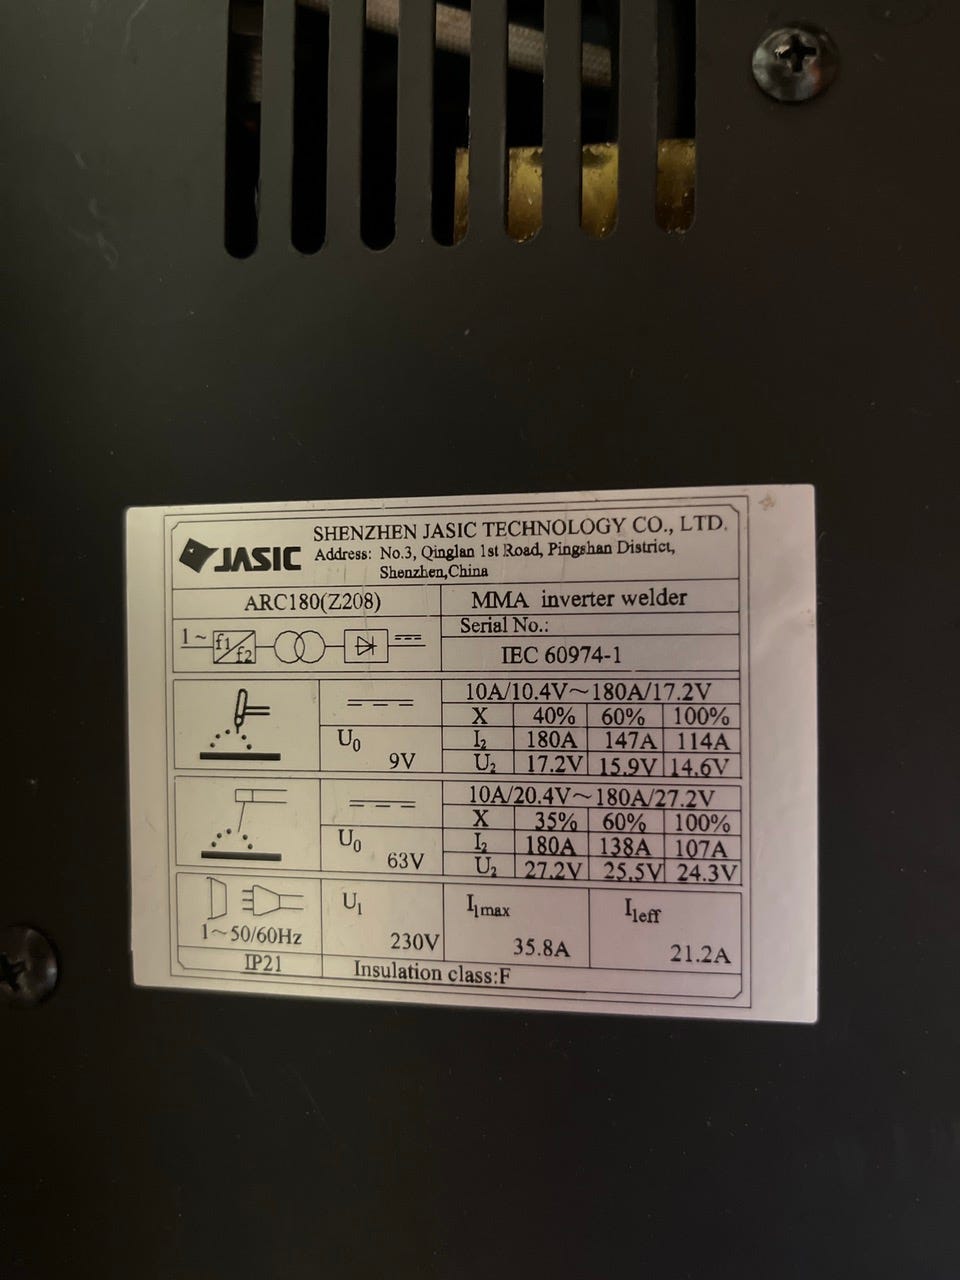 JASIC
SHENZHEN JASIC TECHNOLOGY CO., LTD.
Address: No.3, Qinglan 1st Road, Pingshan District,
Shenzhen,China
ARC180(Z208)
MMA inverter welder
1~ f1/f2
Serial No.:
IEC 60974-1
10A/10.4V~180A/17.2V
X 40% 60% 100%
U0 9V
I2 180A 147A 114A
U2 17.2V 15.9V 14.6V
10A/20.4V~180A/27.2V
X 35% 60% 100%
U0 63V
I2 180A 138A 107A
U2 27.2V 25.5V 24.3V
1~50/60Hz
U1 230V
I1max 35.8A
I1eff 21.2A
IP21
Insulation class:F